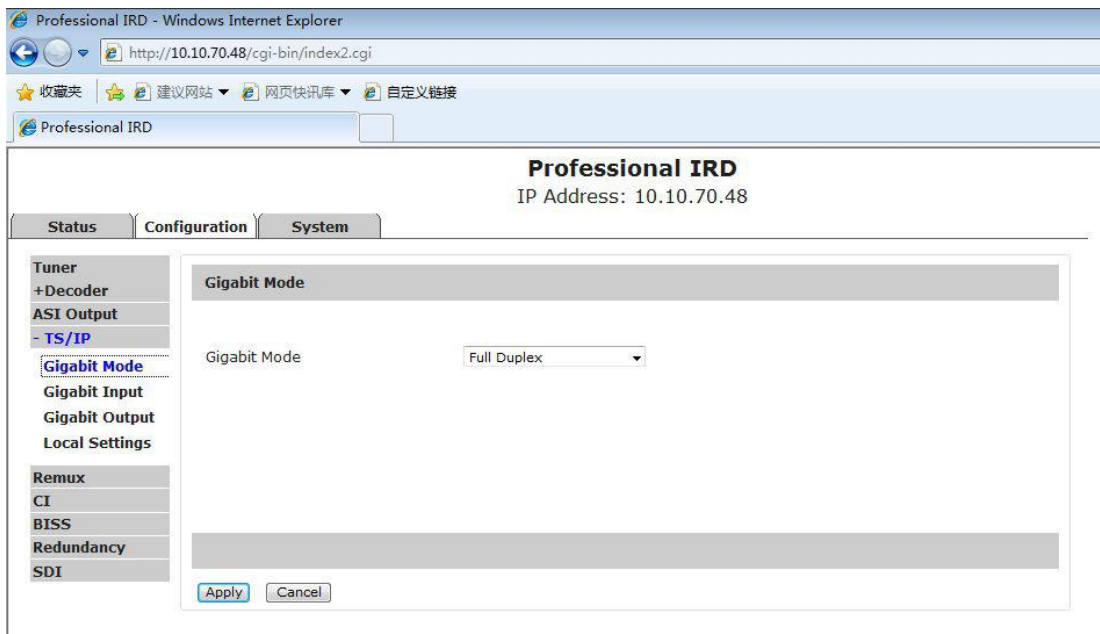 Professional IRD - Windows Internet Explorer
http://10.10.70.48/cgi-bin/index2.cgi
收藏夹 建议网站 网页快讯库 自定义链接
Professional IRD
Professional IRD
IP Address: 10.10.70.48
Status Configuration System
Tuner
+Decoder
ASI Output
- TS/IP
Gigabit Mode
Gigabit Input
Gigabit Output
Local Settings
Remux
CI
BISS
Redundancy
SDI
Gigabit Mode
Gigabit Mode Full Duplex
Apply Cancel